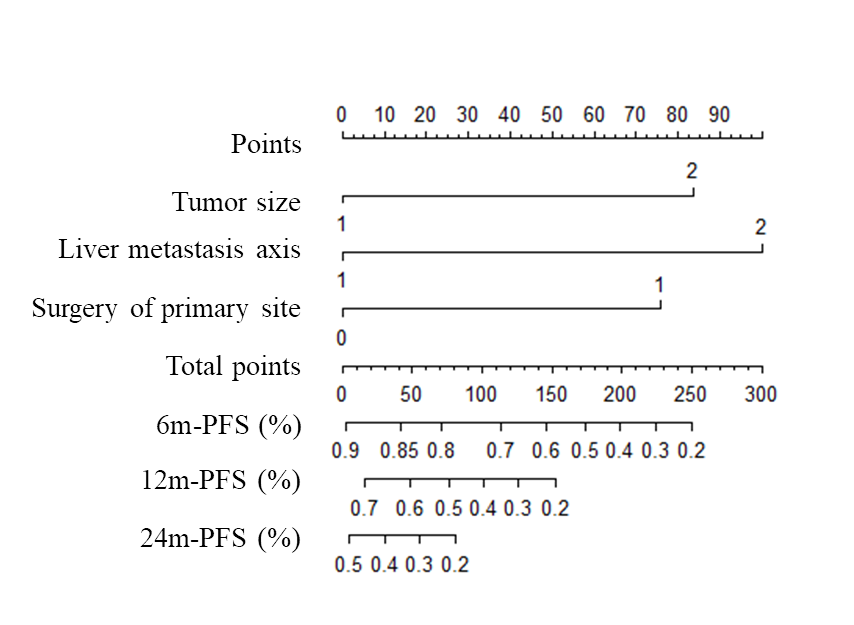 0 10 20 30 40 50 60 70 80 90
Points
2
Tumor size
1
2
Liver metastasis axis
1
1
Surgery of primary site
0
Total points
0 50 100 150 200 250 300
6m-PFS (%)
0.9 0.85 0.8 0.7 0.6 0.5 0.4 0.3 0.2
12m-PFS (%)
0.7 0.6 0.5 0.4 0.3 0.2
24m-PFS (%)
0.5 0.4 0.3 0.2